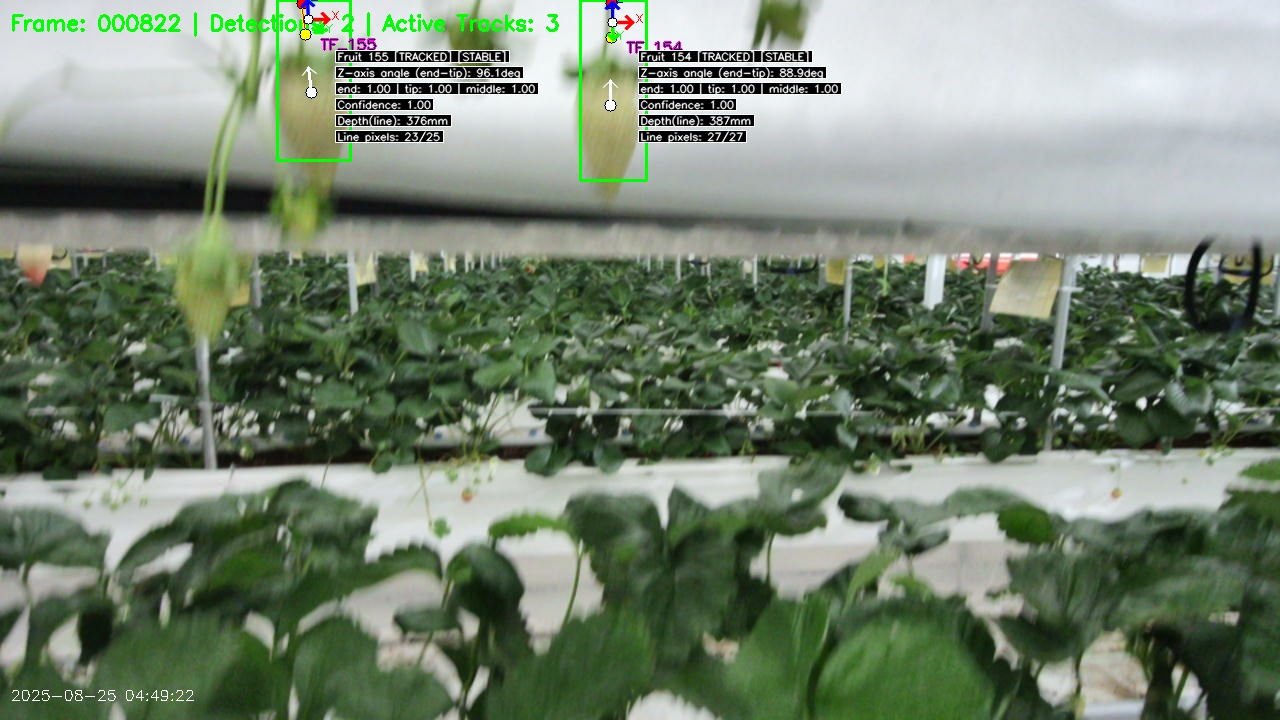 Frame: 000822 | Detections: 2 | Active Tracks: 3
X
X
TF_155
TF_154
Fruit 155 [TRACKED] [STABLE]
Z-axis angle (end-tip): 96.1deg
end: 1.00 | tip: 1.00 | middle: 1.00
Confidence: 1.00
Depth(line): 376mm
Line pixels: 23/25
Fruit 154 [TRACKED] [STABLE]
Z-axis angle (end-tip): 88.9deg
end: 1.00 | tip: 1.00 | middle: 1.00
Confidence: 1.00
Depth(line): 387mm
Line pixels: 27/27
2025-08-25 04:49:22